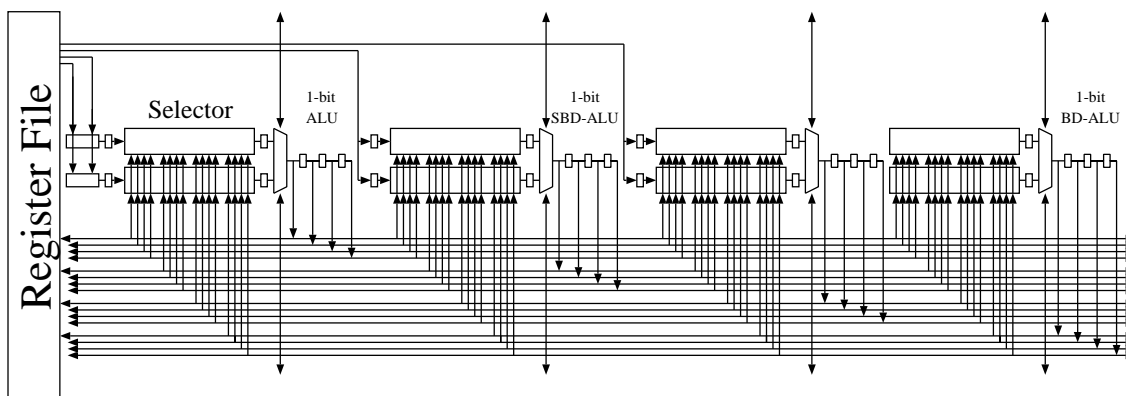 Register File
Selector
1-bit
ALU
1-bit
SBD-ALU
1-bit
BD-ALU